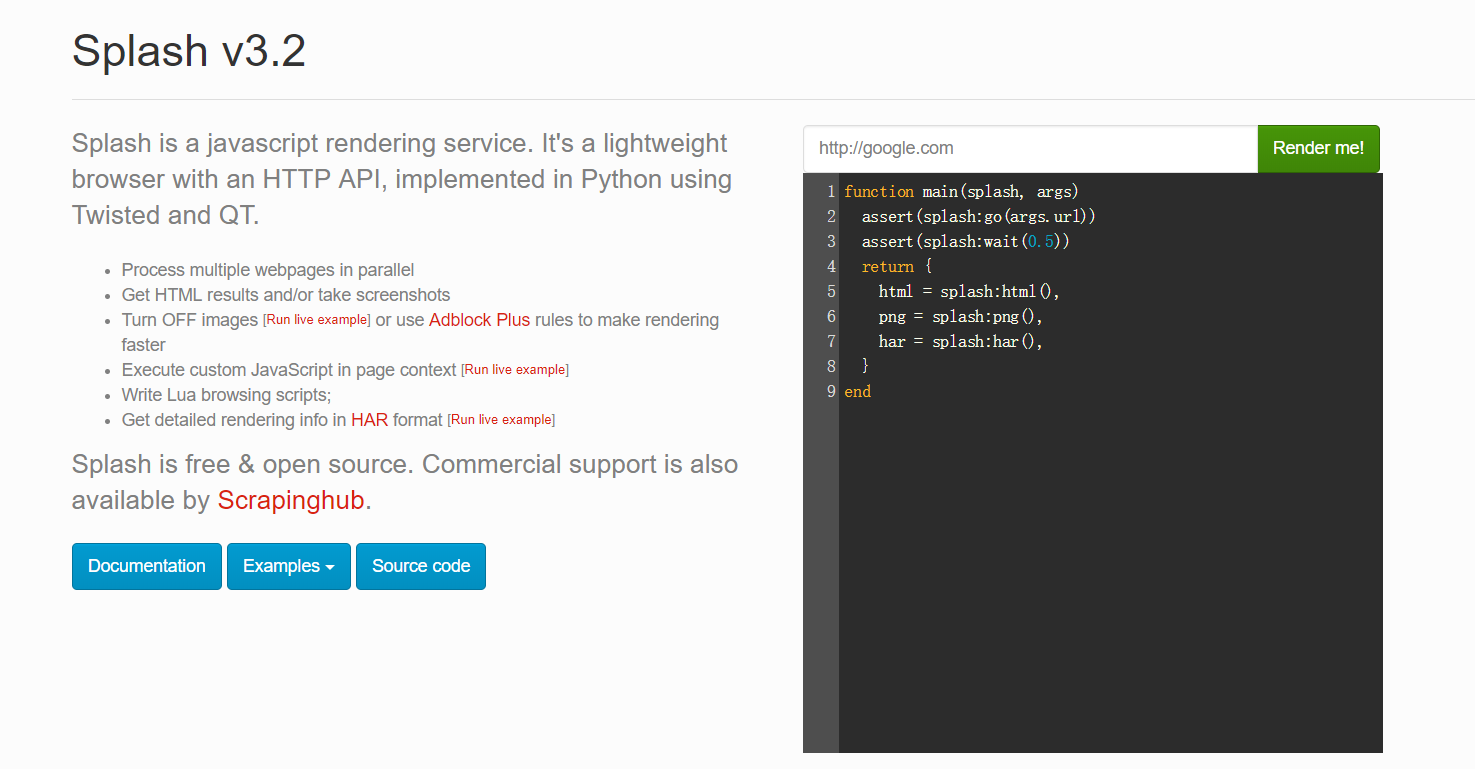 Splash v3.2
Splash is a javascript rendering service. It's a lightweight
browser with an HTTP API, implemented in Python using
Twisted and QT.
Process multiple webpages in parallel
Get HTML results and/or take screenshots
Turn OFF images [Run live example] or use Adblock Plus rules to make rendering
faster
Execute custom JavaScript in page context [Run live example]
Write Lua browsing scripts;
Get detailed rendering info in HAR format [Run live example]
Splash is free & open source. Commercial support is also
available by Scrapinghub.
Documentation
Examples
Source code
http://google.com
Render me!
1 function main(splash, args)
2   assert(splash:go(args.url))
3   assert(splash:wait(0.5))
4   return {
5     html = splash:html(),
6     png = splash:png(),
7     har = splash:har(),
8   }
9 end